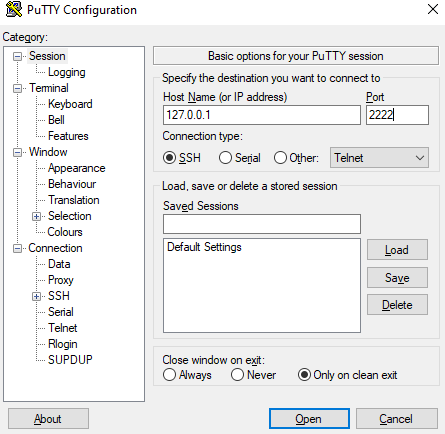 PuTTY Configuration
Category:
Session
Logging
Terminal
Keyboard
Bell
Features
Window
Appearance
Behaviour
Translation
Selection
Colours
Connection
Data
Proxy
SSH
Serial
Telnet
Rlogin
SUPDUP
Basic options for your PuTTY session
Specify the destination you want to connect to
Host Name (or IP address) Port
127.0.0.1 2222
Connection type:
SSH Serial Other: Telnet
Load, save or delete a stored session
Saved Sessions
Default Settings
Load
Save
Delete
Close window on exit:
Always Never Only on clean exit
About Open Cancel